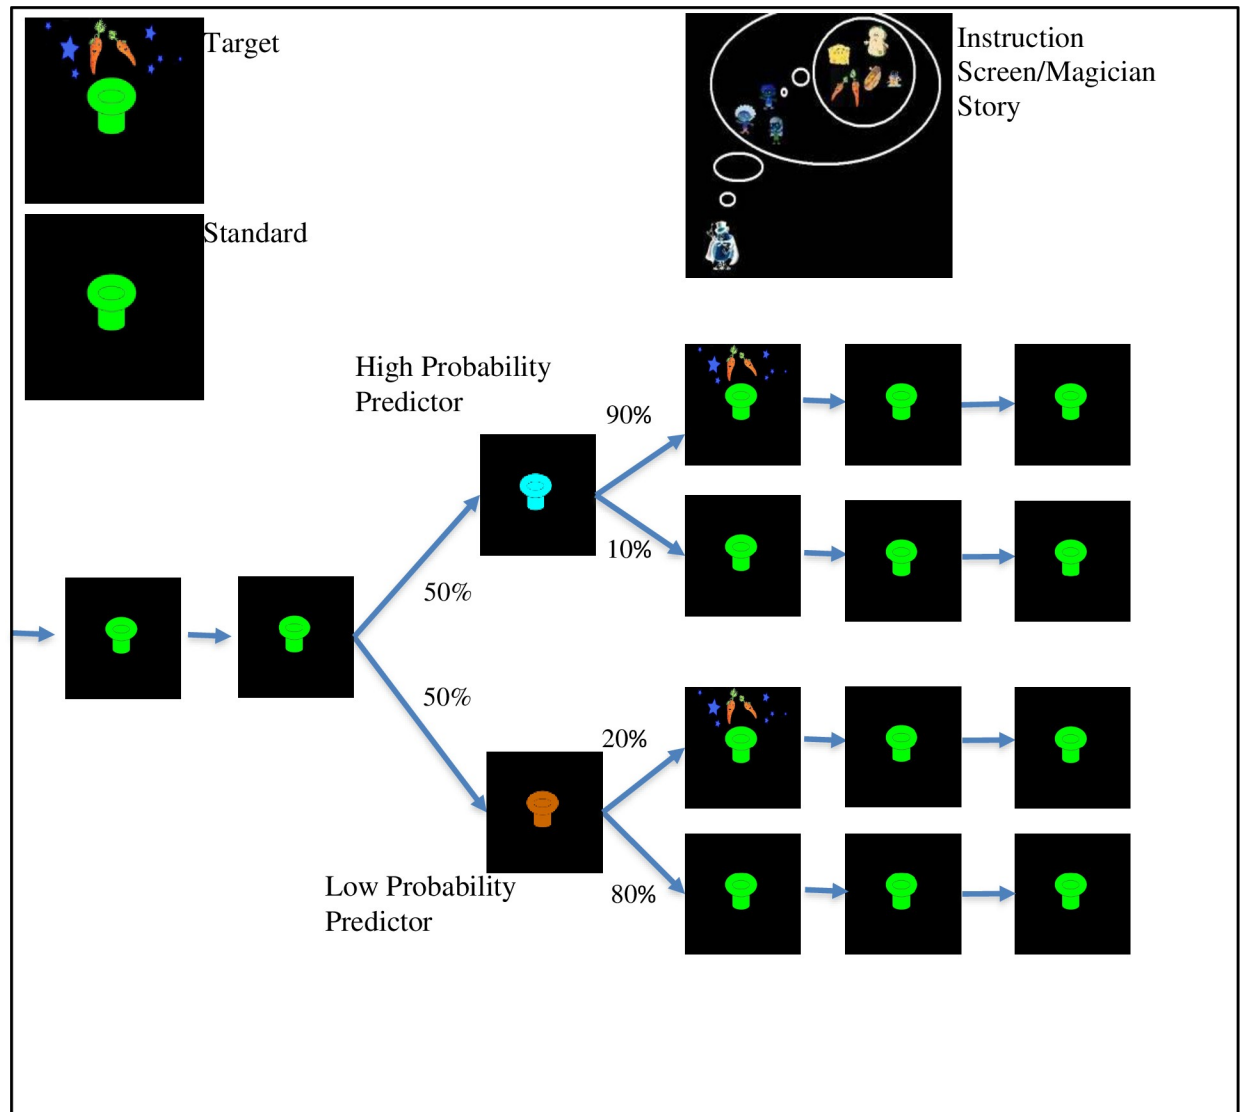 Target
Standard
Instruction
Screen/Magician
Story
High Probability
Predictor
90%
10%
50%
50%
20%
80%
Low Probability
Predictor